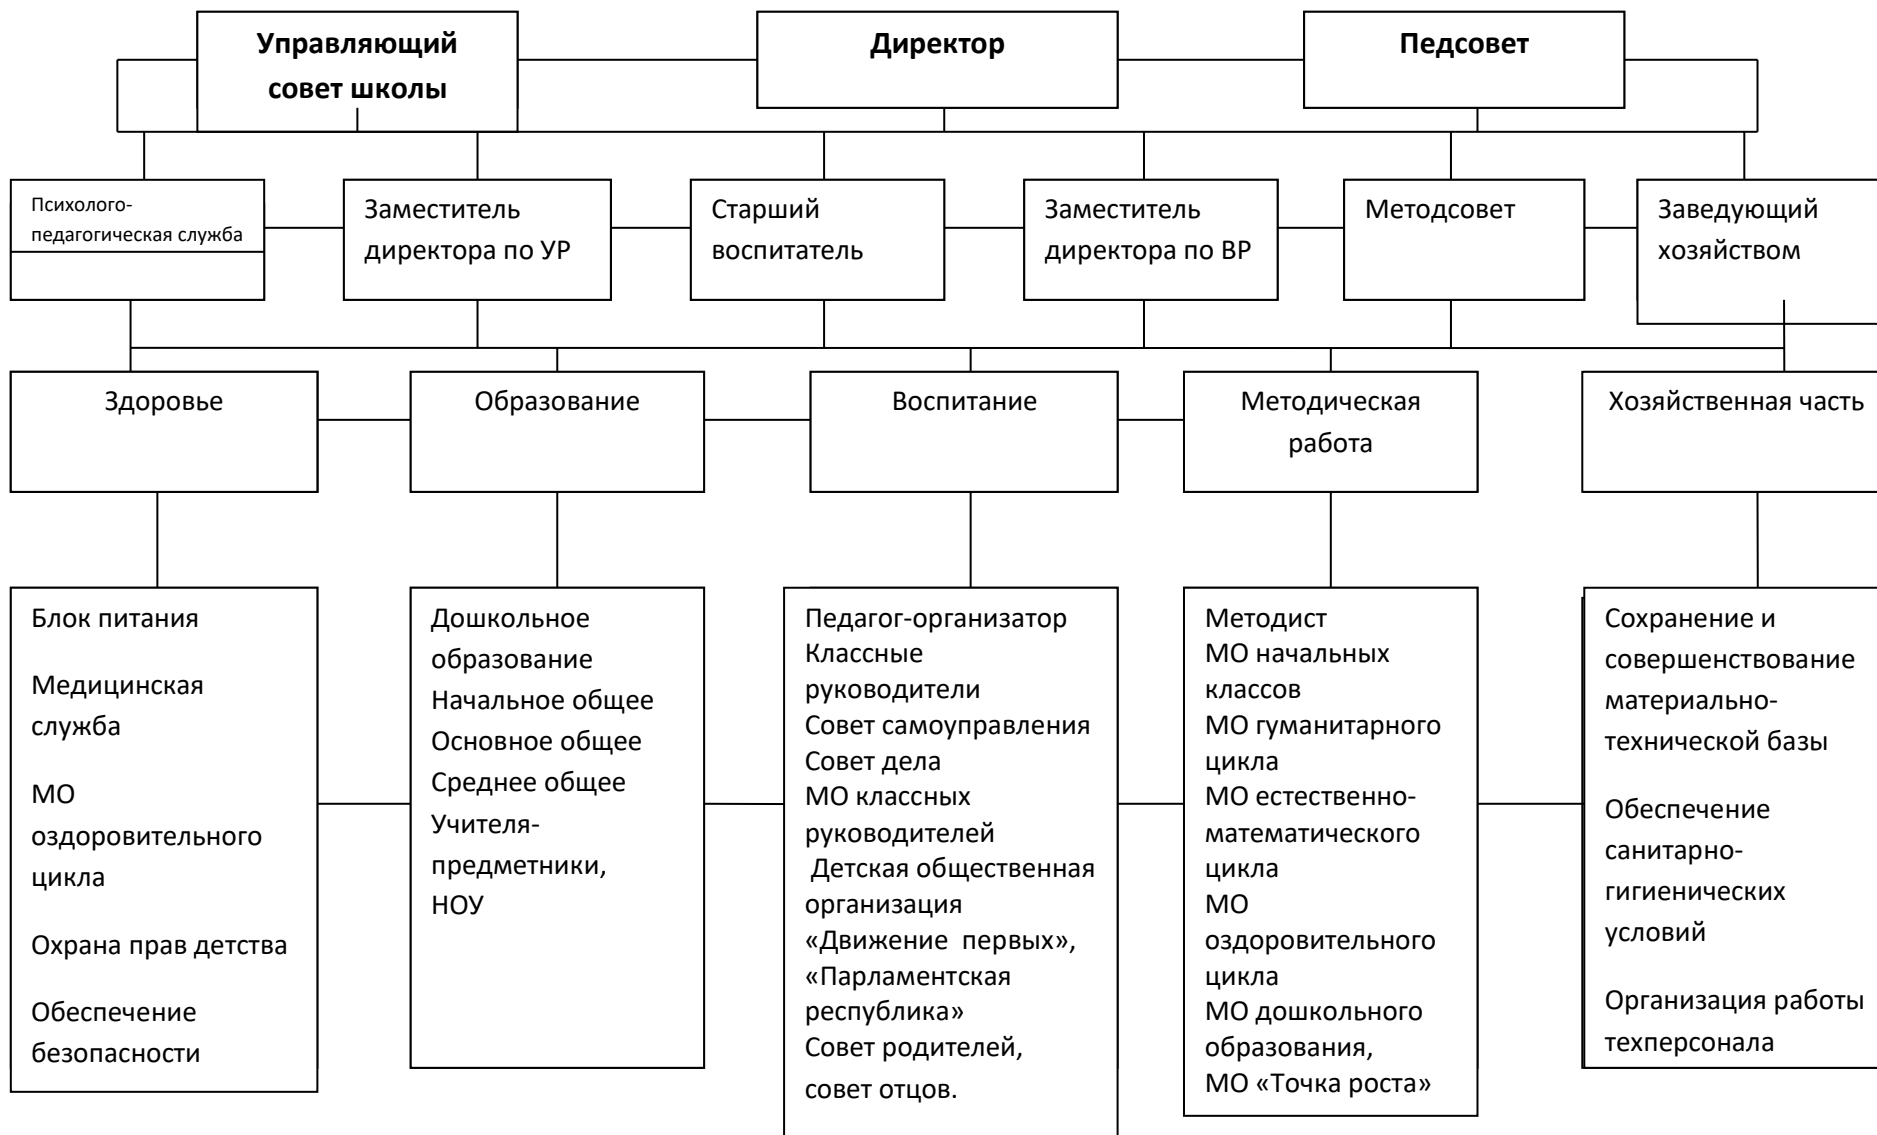 Управляющий
совет школы
Директор
Педсовет
Психолого-
педагогическая служба
Заместитель
директора по УР
Старший
воспитатель
Заместитель
директора по ВР
Методсовет
Заведующий
хозяйством
Здоровье
Образование
Воспитание
Методическая
работа
Хозяйственная часть
Блок питания
Медицинская
служба
МО
оздоровительного
цикла
Охрана прав детства
Обеспечение
безопасности
Дошкольное
образование
Начальное общее
Основное общее
Среднее общее
Учителя-
предметники,
НОУ
Педагог-организатор
Классные
руководители
Совет самоуправления
Совет дела
МО классных
руководителей
Детская общественная
организация
«Движение первых»,
«Парламентская
республика»
Совет родителей,
совет отцов.
Методист
МО начальных
классов
МО гуманитарного
цикла
МО естественно-
математического
цикла
МО
оздоровительного
цикла
МО дошкольного
образования,
МО «Точка роста»
Сохранение и
совершенствование
материально-
технической базы
Обеспечение
санитарно-
гигиенических
условий
Организация работы
техперсонала